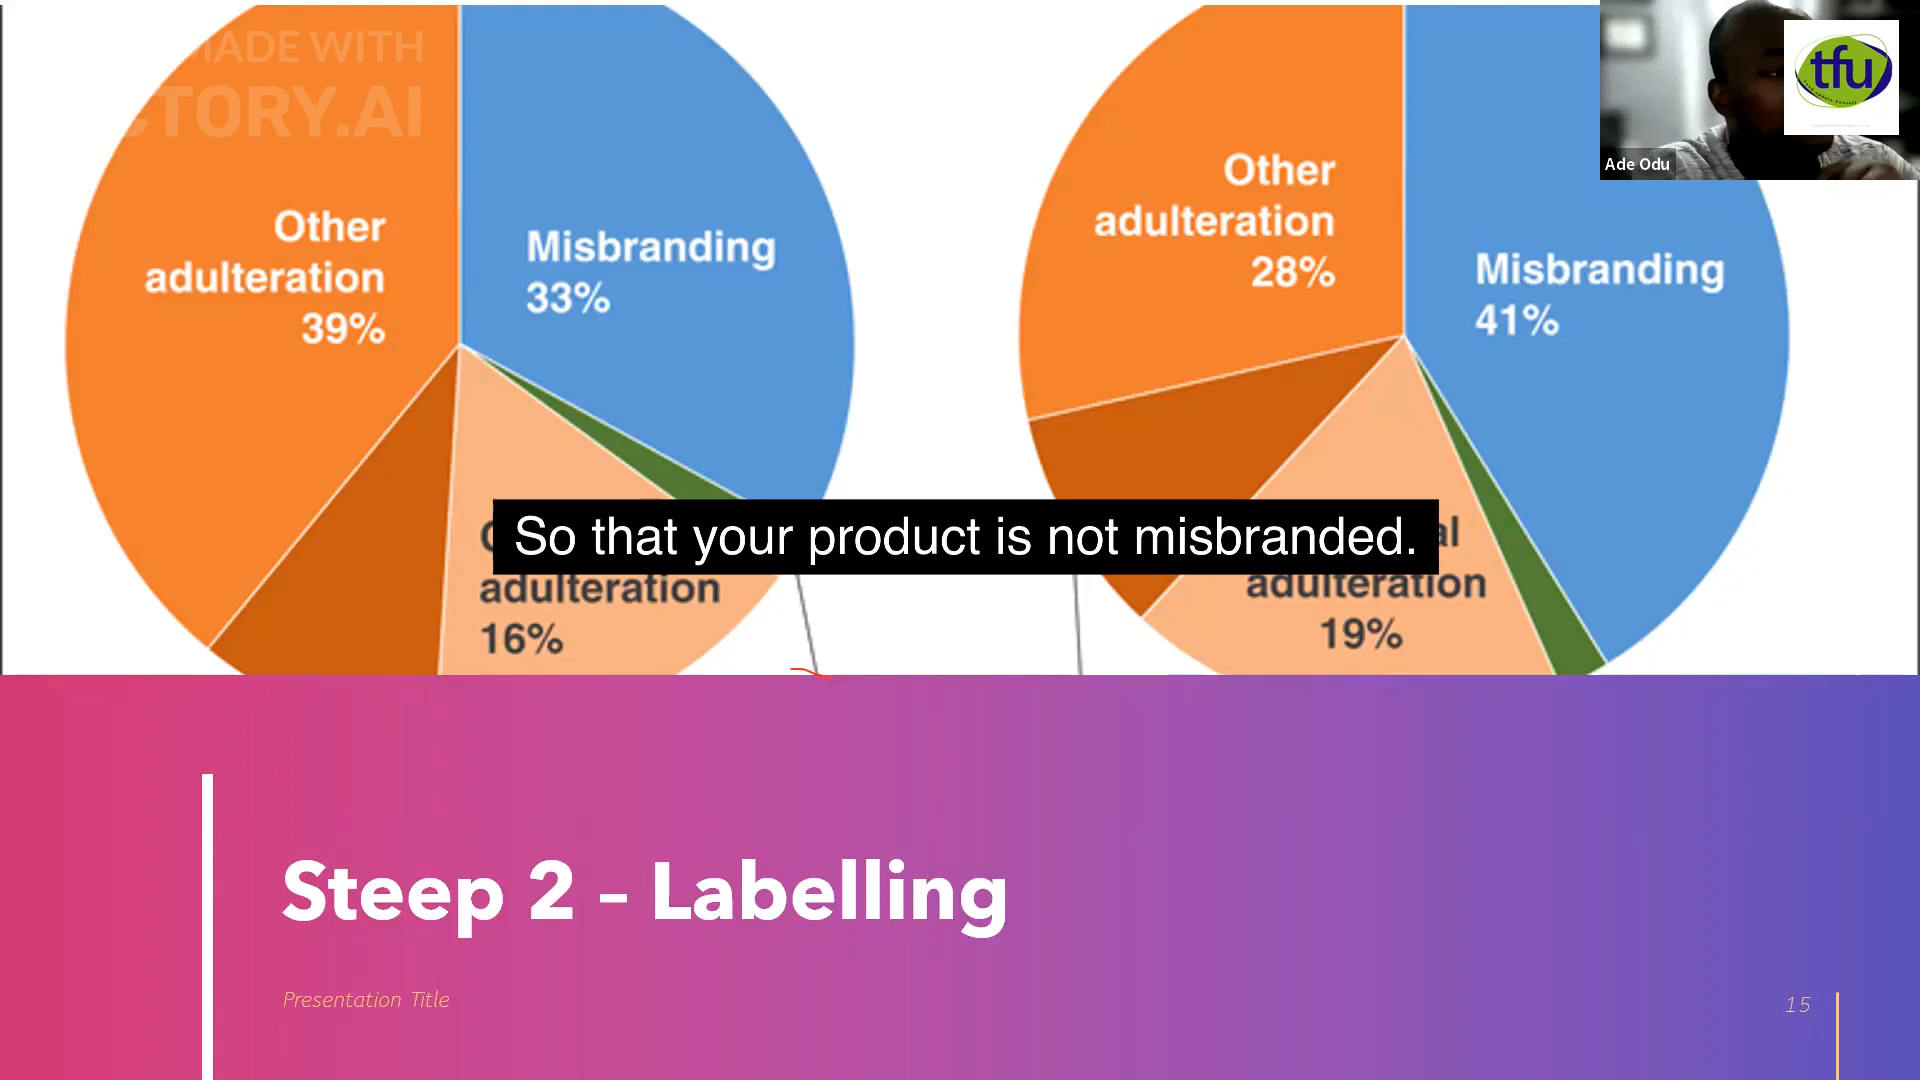 MADE WITH
CTORY.AI
Other
adulteration
39%
Misbranding
33%
adulteration
16%
Other
adulteration
28%
Misbranding
41%
adulteration
19%
tfu
Ade Odu
So that your product is not misbranded.
Steep 2 – Labelling
Presentation Title
15